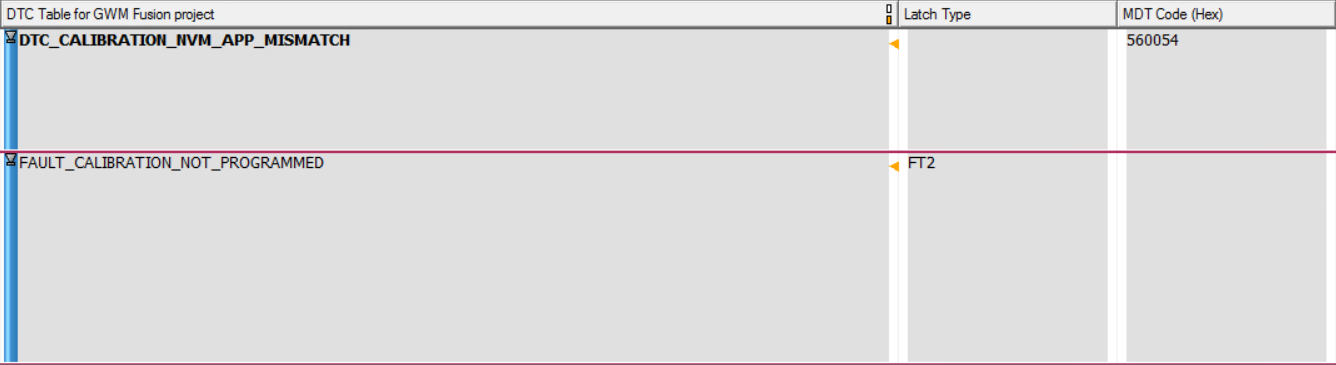 DTC Table for GWM Fusion project Latch Type MDT Code (Hex)
DTC_CALIBRATION_NVM_APP_MISMATCH 560054
FAULT_CALIBRATION_NOT_PROGRAMMED FT2